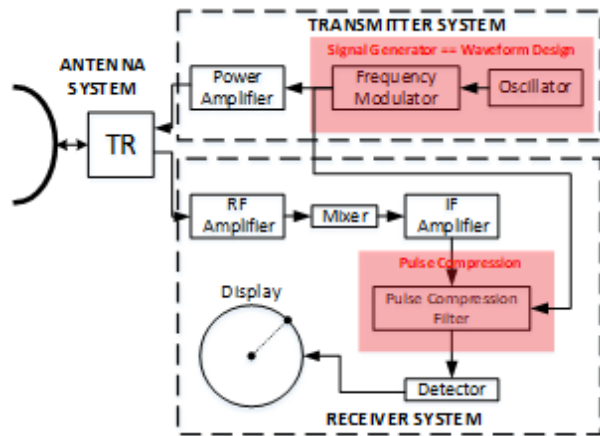 TRANSMITTER SYSTEM
Signal Generator == Waveform Design
ANTENNA
SYSTEM
Power
Amplifier
Frequency
Modulator
Oscillator
TR
RF
Amplifier
Mixer
IF
Amplifier
Pulse Compression
Pulse Compression
Filter
Display
Detector
RECEIVER SYSTEM